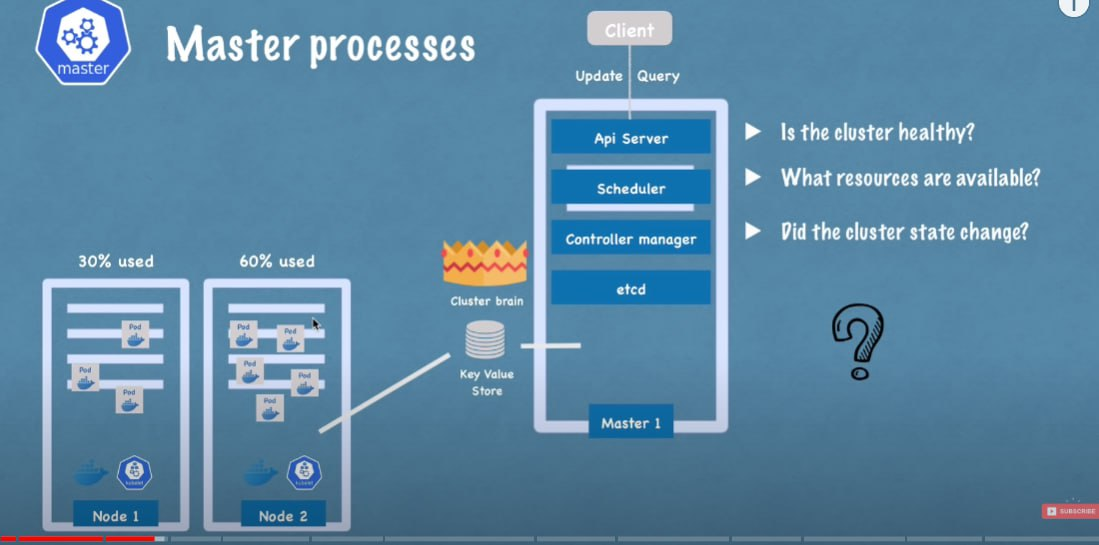 master
Master processes
Client
Update Query
Api Server
Scheduler
Controller manager
etcd
Master 1
Is the cluster healthy?
What resources are available?
Did the cluster state change?
?
Cluster brain
Key Value
Store
30% used
Pod
Pod
Pod
kubelet
Node 1
60% used
Pod
Pod
Pod
Pod
Pod
kubelet
Node 2
SUBSCRIBE